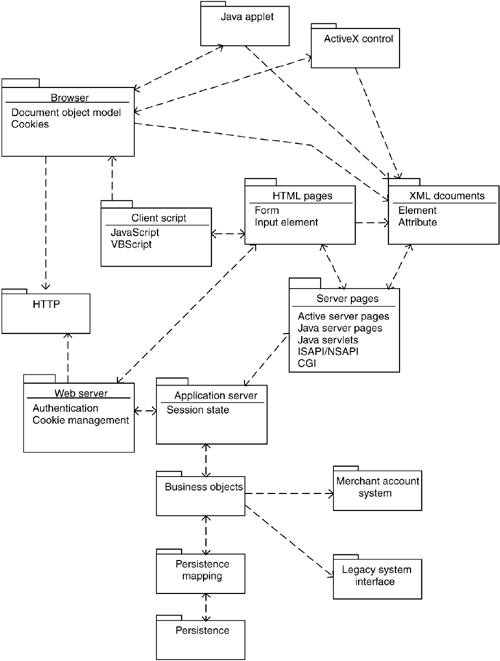 Java applet
ActiveX control
Browser
Document object model
Cookies
HTML pages
Form
Input element
XML dcouments
Element
Attribute
Client script
JavaScript
VBScript
HTTP
Server pages
Active server pages
Java server pages
Java servlets
ISAPI/NSAPI
CGI
Web server
Authentication
Cookie management
Application server
Session state
Business objects
Merchant account
system
Persistence
mapping
Legacy system
interface
Persistence